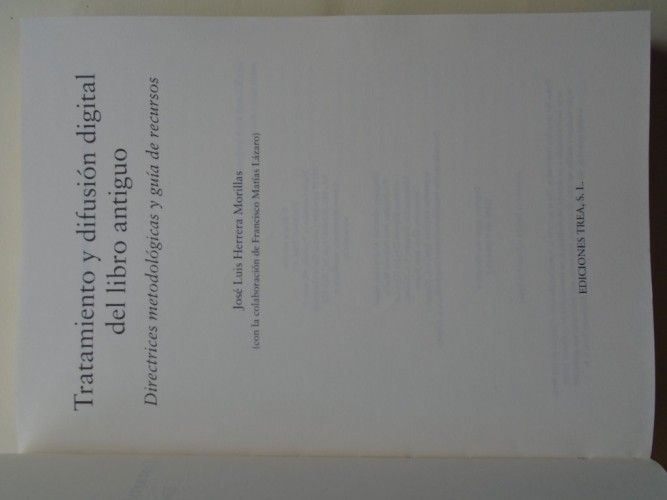 Tratamiento y difusión digital
del libro antiguo
Directrices metodológicas y guía de recursos
José Luis Herrera Morillas
(con la colaboración de Francisco Matías Lázaro)
EDICIONES TREA, S. L.